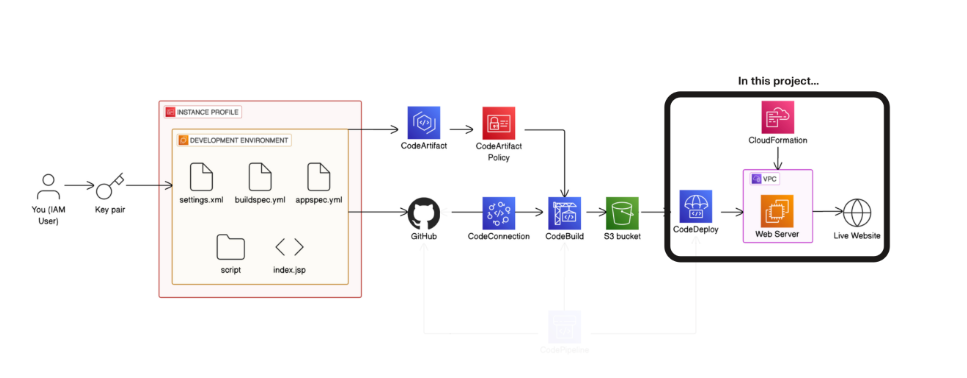 In this project...
INSTANCE PROFILE
DEVELOPMENT ENVIRONMENT
settings.xml
buildspec.yml
appspec.yml
script
index.jsp
You (IAM
User)
Key pair
CodeArtifact
CodeArtifact
Policy
GitHub
CodeConnection
CodeBuild
S3 bucket
CloudFormation
VPC
CodeDeploy
Web Server
Live Website
CodePipeline